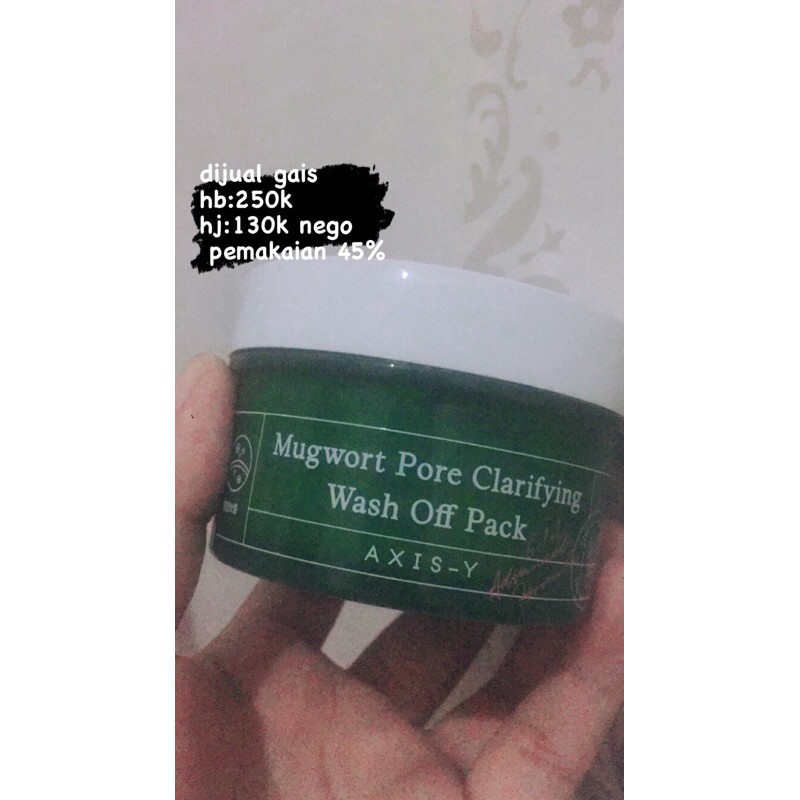 dijual gais
hb:250k
hj:130k nego
pemakaian 45%
Mugwort Pore Clarifying
Wash Off Pack
AXIS-Y